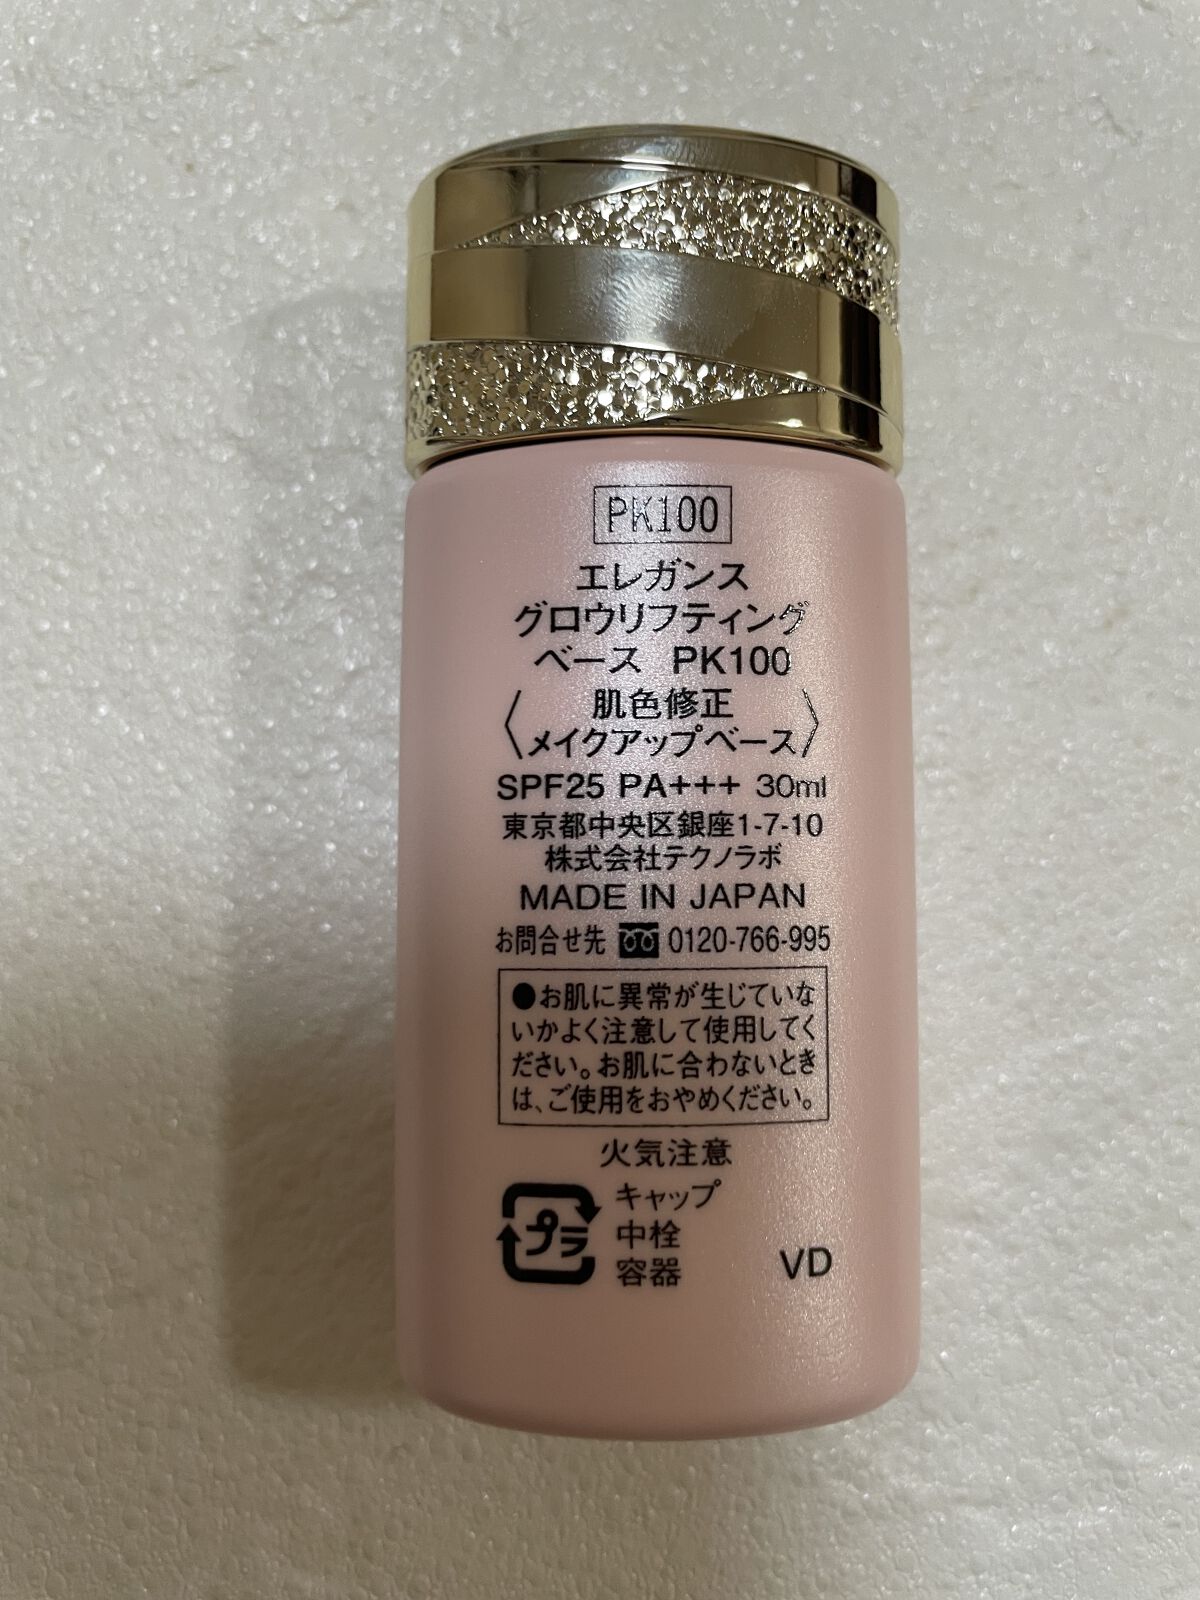 PK100
エレガンス
グロウリフティング
ベース PK100
〈肌色修正
メイクアップベース〉
SPF25 PA+++ 30ml
東京都中央区銀座1-7-10
株式会社テクノラボ
MADE IN JAPAN
お問合せ先 0120-766-995
●お肌に異常が生じていな
いかよく注意して使用してく
ださい。お肌に合わないとき
は、ご使用をおやめください。
火気注意
プラ
キャップ
中栓
容器
VD